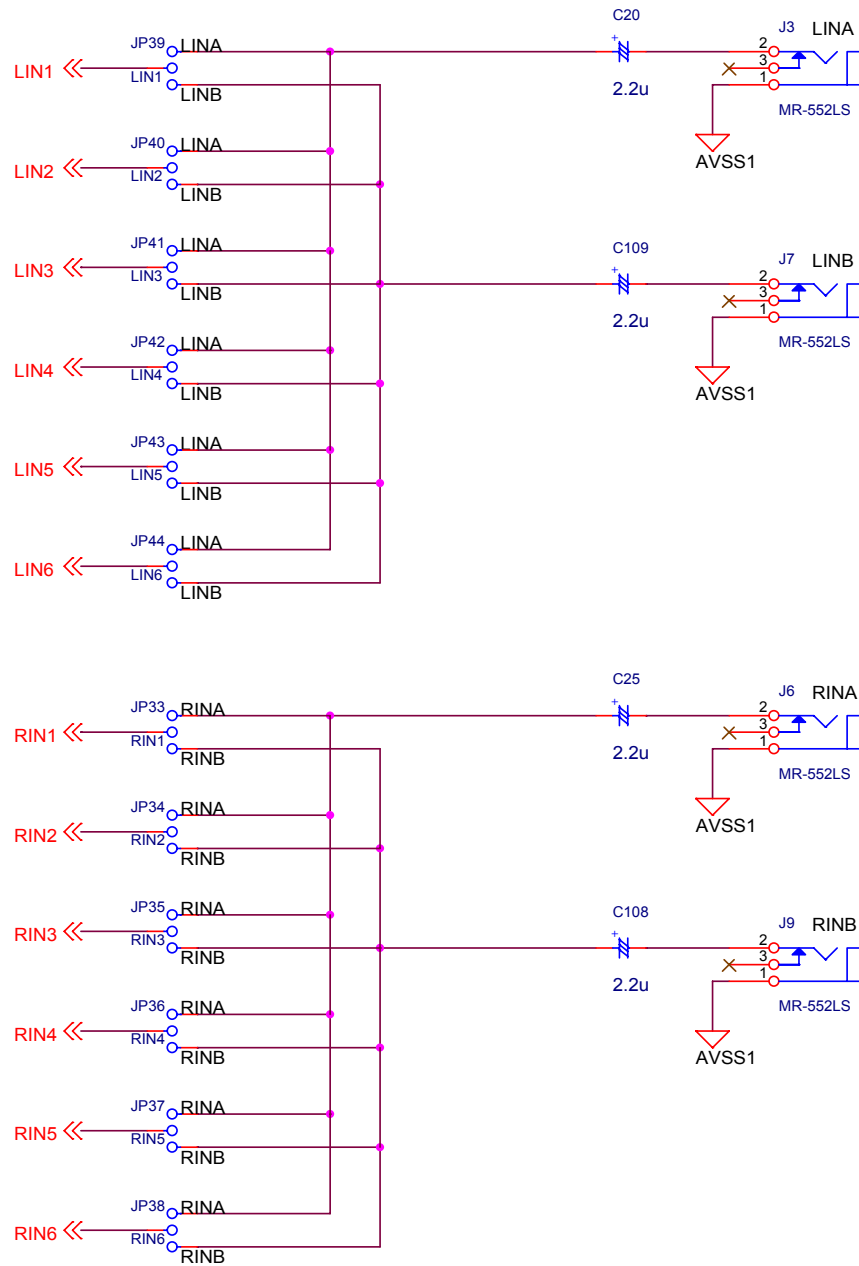 C20
J3 LINA
JP39 LINA
2
3
LIN1
LIN1
LINB
1
2.2u
MR-552LS
JP40 LINA
AVSS1
LIN2
LIN2
LINB
C109
J7 LINB
JP41 LINA
2
3
LIN3
LIN3
LINB
1
2.2u
MR-552LS
JP42 LINA
LIN4
LIN4
LINB
AVSS1
JP43 LINA
LIN5
LIN5
LINB
JP44 LINA
LIN6
LIN6
LINB
C25
J6 RINA
JP33 RINA
2
3
RIN1
RIN1
RINB
1
2.2u
MR-552LS
JP34 RINA
AVSS1
RIN2
RIN2
RINB
C108
J9 RINB
JP35 RINA
2
3
RIN3
RIN3
RINB
1
2.2u
MR-552LS
JP36 RINA
RIN4
RIN4
RINB
AVSS1
JP37 RINA
RIN5
RIN5
RINB
JP38 RINA
RIN6
RIN6
RINB